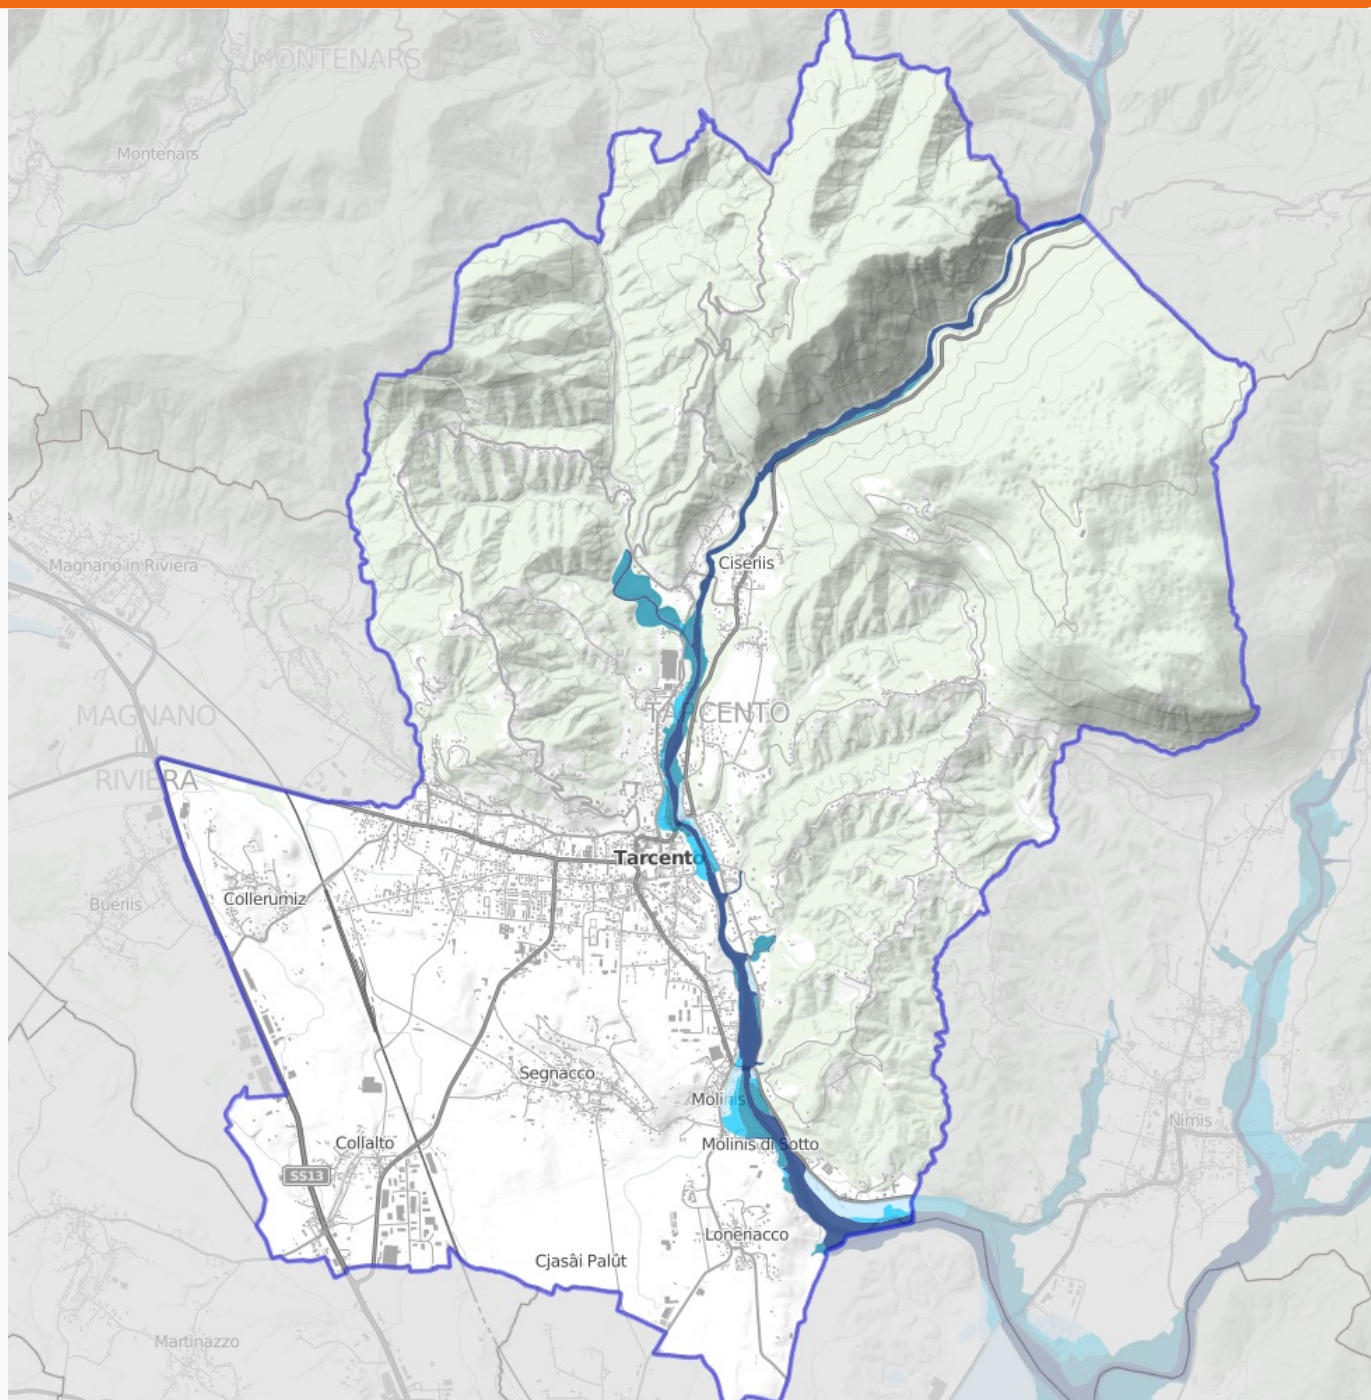 MONTENARS
Montenars
Ciseriis
Magnano in Riviera
TARCENTO
MAGNANO
IN
RIVIERA
Tarcento
Collerumiz
Bueriis
Segnacco
Molinis
Nimis
Collalto
Molinis di Sotto
SS13
Lonenacco
Cjasâi Palût
Martinazzo